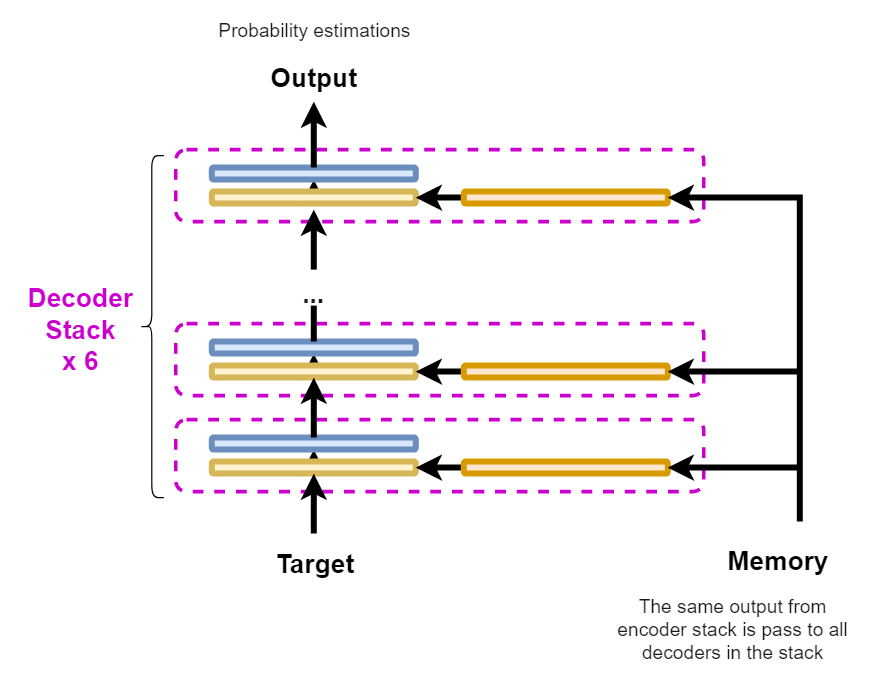 Probability estimations
Output
...
Decoder
Stack
x 6
Target
Memory
The same output from
encoder stack is pass to all
decoders in the stack